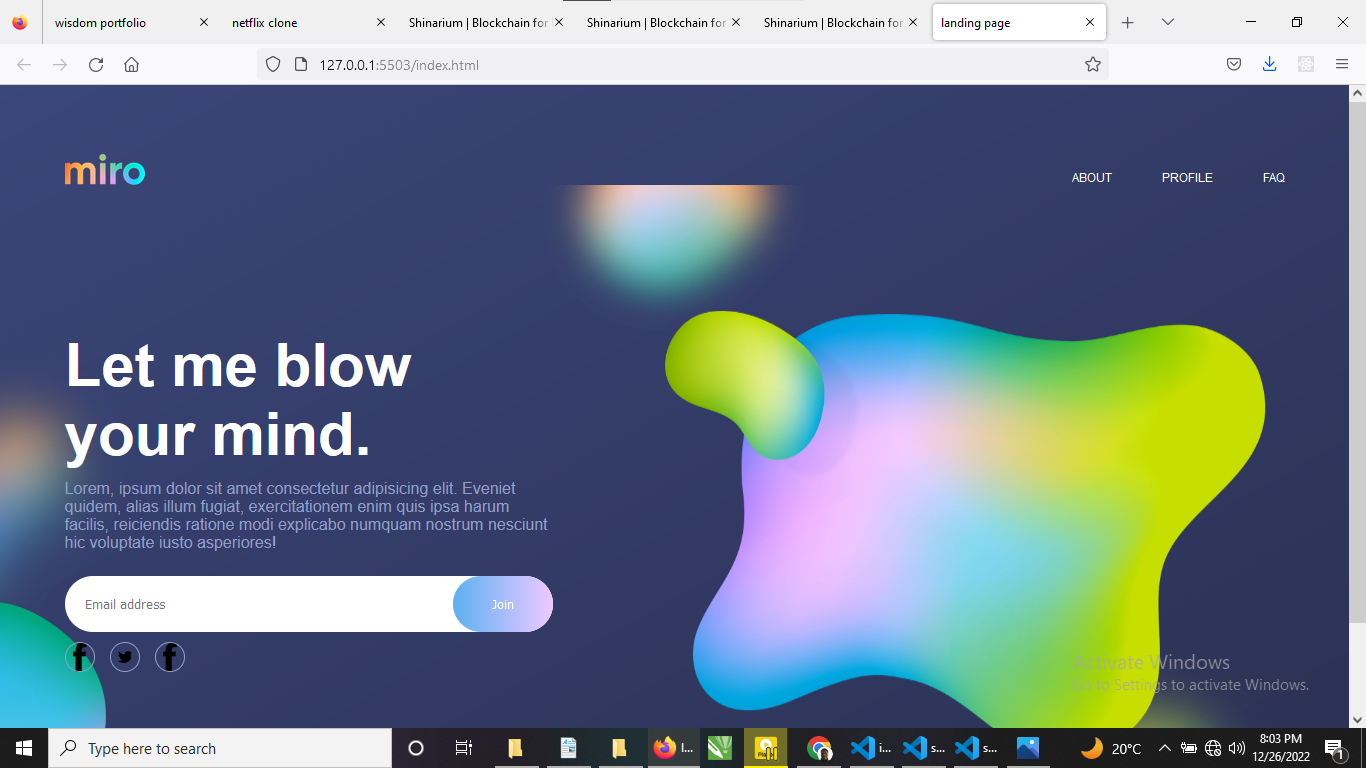 wisdom portfolio
netflix clone
Shinarium | Blockchain for
Shinarium | Blockchain for
Shinarium | Blockchain for
landing page
127.0.0.1:5503/index.html
miro
ABOUT PROFILE FAQ
Let me blow
your mind.
Lorem, ipsum dolor sit amet consectetur adipisicing elit. Eveniet
quidem, alias illum fugiat, exercitationem enim quis ipsa harum
facilis, reiciendis ratione modi explicabo numquam nostrum nesciunt
hic voluptate iusto asperiores!
Email address Join
Activate Windows
Go to Settings to activate Windows.
Type here to search
l...
i...
s...
s...
20°C
8:03 PM
12/26/2022
1